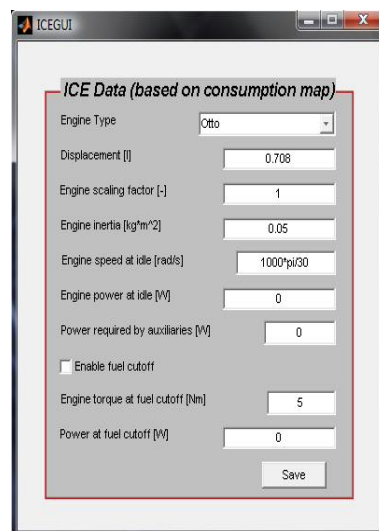 ICEGUI
ICE Data (based on consumption map)
Engine Type Otto
Displacement [l] 0.708
Engine scaling factor [-] 1
Engine inertia [kg*m^2] 0.05
Engine speed at idle [rad/s] 1000*pi/30
Engine power at idle [W] 0
Power required by auxiliaries [W] 0
Enable fuel cutoff
Engine torque at fuel cutoff [Nm] 5
Power at fuel cutoff [W] 0
Save